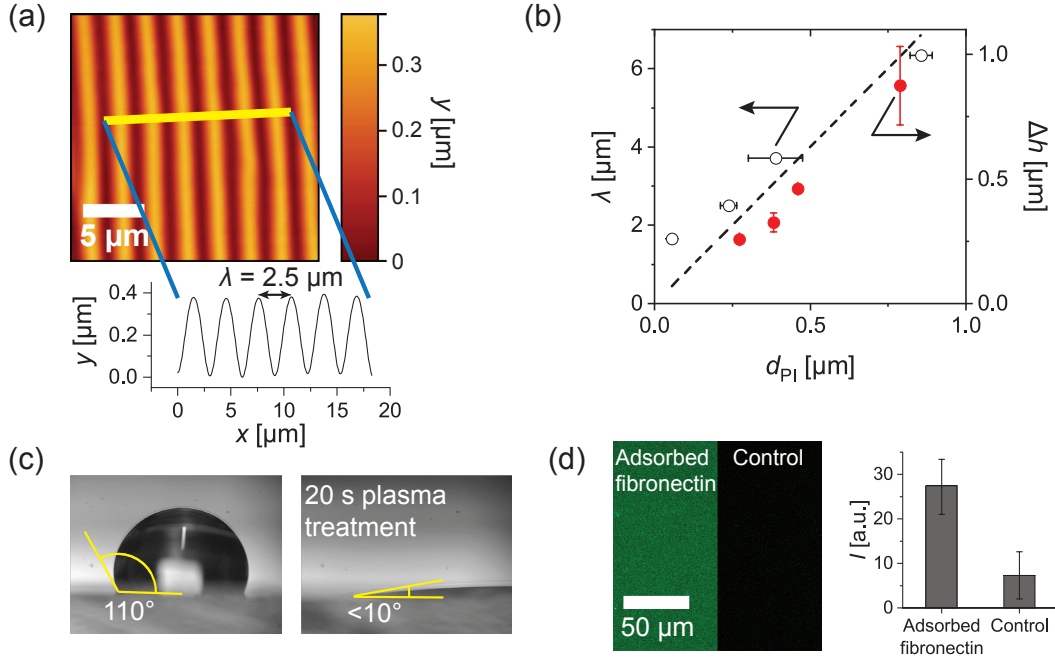 (a)
0.3
0.2
0.1
0
y [µm]
5 µm
λ = 2.5 µm
0.4
0.0
y [µm]
0 5 10 15 20
x [µm]
(b)
6
4
2
0
λ [µm]
1.0
0.5
0.0
Δh [µm]
0.0 0.5 1.0
dPI [µm]
(c)
110°
20 s plasma
treatment
<10°
(d)
Adsorbed
fibronectin
Control
50 µm
30
20
10
0
I [a.u.]
Adsorbed
fibronectin
Control